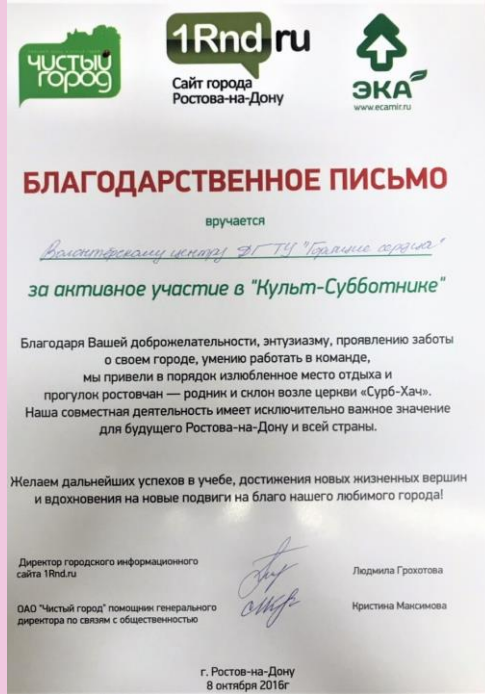 чистый
город
1Rnd.ru
Сайт города
Ростова-на-Дону
ЭКА
www.ecamir.ru
БЛАГОДАРСТВЕННОЕ ПИСЬМО
вручается
Волонтёрскому центру ДГТУ "Горячие сердца"
за активное участие в "Культ-Субботнике"
Благодаря Вашей доброжелательности, энтузиазму, проявлению заботы
о своем городе, умению работать в команде,
мы привели в порядок излюбленное место отдыха и
прогулок ростовчан — родник и склон возле церкви «Сурб-Хач».
Наша совместная деятельность имеет исключительно важное значение
для будущего Ростова-на-Дону и всей страны.
Желаем дальнейших успехов в учебе, достижения новых жизненных вершин
и вдохновения на новые подвиги на благо нашего любимого города!
Директор городского информационного
сайта 1Rnd.ru
Людмила Грохотова
ОАО "Чистый город" помощник генерального
директора по связям с общественностью
Кристина Максимова
г. Ростов-на-Дону
8 октября 2016г